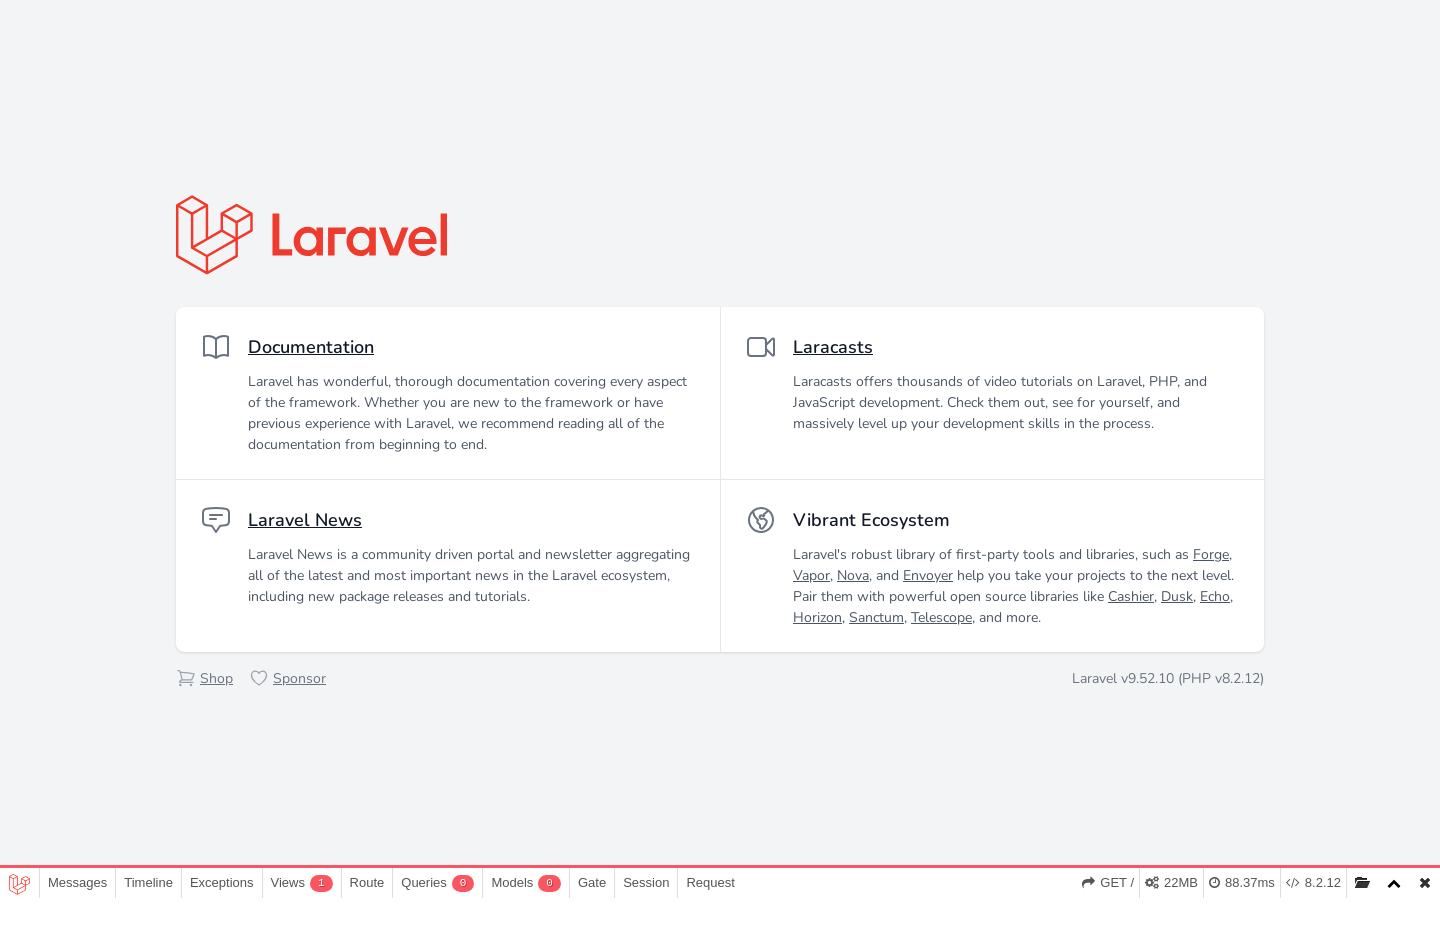 Laravel
Documentation
Laravel has wonderful, thorough documentation covering every aspect
of the framework. Whether you are new to the framework or have
previous experience with Laravel, we recommend reading all of the
documentation from beginning to end.
Laracasts
Laracasts offers thousands of video tutorials on Laravel, PHP, and
JavaScript development. Check them out, see for yourself, and
massively level up your development skills in the process.
Laravel News
Laravel News is a community driven portal and newsletter aggregating
all of the latest and most important news in the Laravel ecosystem,
including new package releases and tutorials.
Vibrant Ecosystem
Laravel's robust library of first-party tools and libraries, such as Forge,
Vapor, Nova, and Envoyer help you take your projects to the next level.
Pair them with powerful open source libraries like Cashier, Dusk, Echo,
Horizon, Sanctum, Telescope, and more.
Shop Sponsor Laravel v9.52.10 (PHP v8.2.12)
Messages Timeline Exceptions Views 1 Route Queries 0 Models 0 Gate Session Request GET / 22MB 88.37ms 8.2.12